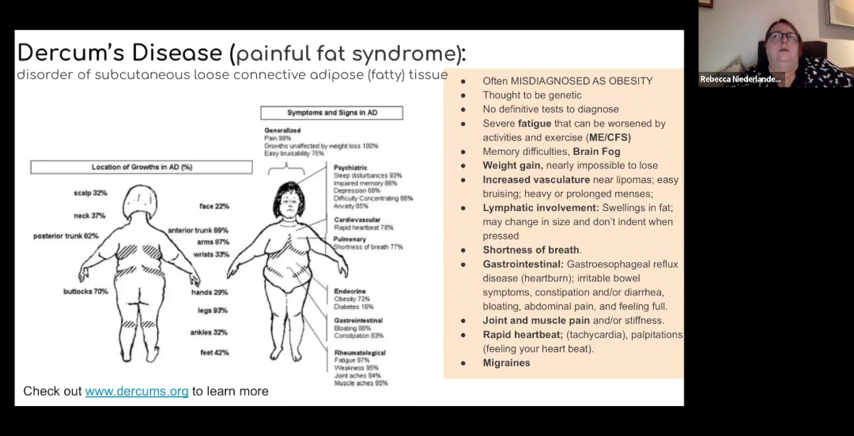 Dercum's Disease (painful fat syndrome):
disorder of subcutaneous loose connective adipose (fatty) tissue
Symptoms and Signs in AD
Generalized
Pain 99%
Growths unaffected by weight loss 100%
Easy bruisability 75%
Location of Growths in AD (%)
scalp 32%
neck 37%
posterior trunk 82%
buttocks 70%
face 22%
anterior trunk 89%
arms 97%
wrists 33%
hands 29%
legs 93%
ankles 32%
feet 42%
Psychiatric
Sleep disturbances 93%
Impaired memory 86%
Depression 66%
Difficulty Concentrating 66%
Anxiety 65%
Cardiovascular
Rapid heartbeat 78%
Pulmonary
Shortness of breath 77%
Endocrine
Obesity 73%
Diabetes 16%
Gastrointestinal
Bloating 86%
Constipation 83%
Rheumatological
Fatigue 97%
Weakness 95%
Joint aches 94%
Muscle aches 95%
Check out www.dercums.org to learn more
● Often MISDIAGNOSED AS OBESITY
● Thought to be genetic
● No definitive tests to diagnose
● Severe fatigue that can be worsened by
activities and exercise (ME/CFS)
● Memory difficulties, Brain Fog
● Weight gain, nearly impossible to lose
● Increased vasculature near lipomas; easy
bruising; heavy or prolonged menses;
● Lymphatic involvement: Swellings in fat;
may change in size and don't indent when
pressed
● Shortness of breath.
● Gastrointestinal: Gastroesophageal reflux
disease (heartburn); irritable bowel
symptoms, constipation and/or diarrhea,
bloating, abdominal pain, and feeling full.
● Joint and muscle pain and/or stiffness.
● Rapid heartbeat; (tachycardia), palpitations
(feeling your heart beat).
● Migraines
Rebecca Niederlande...